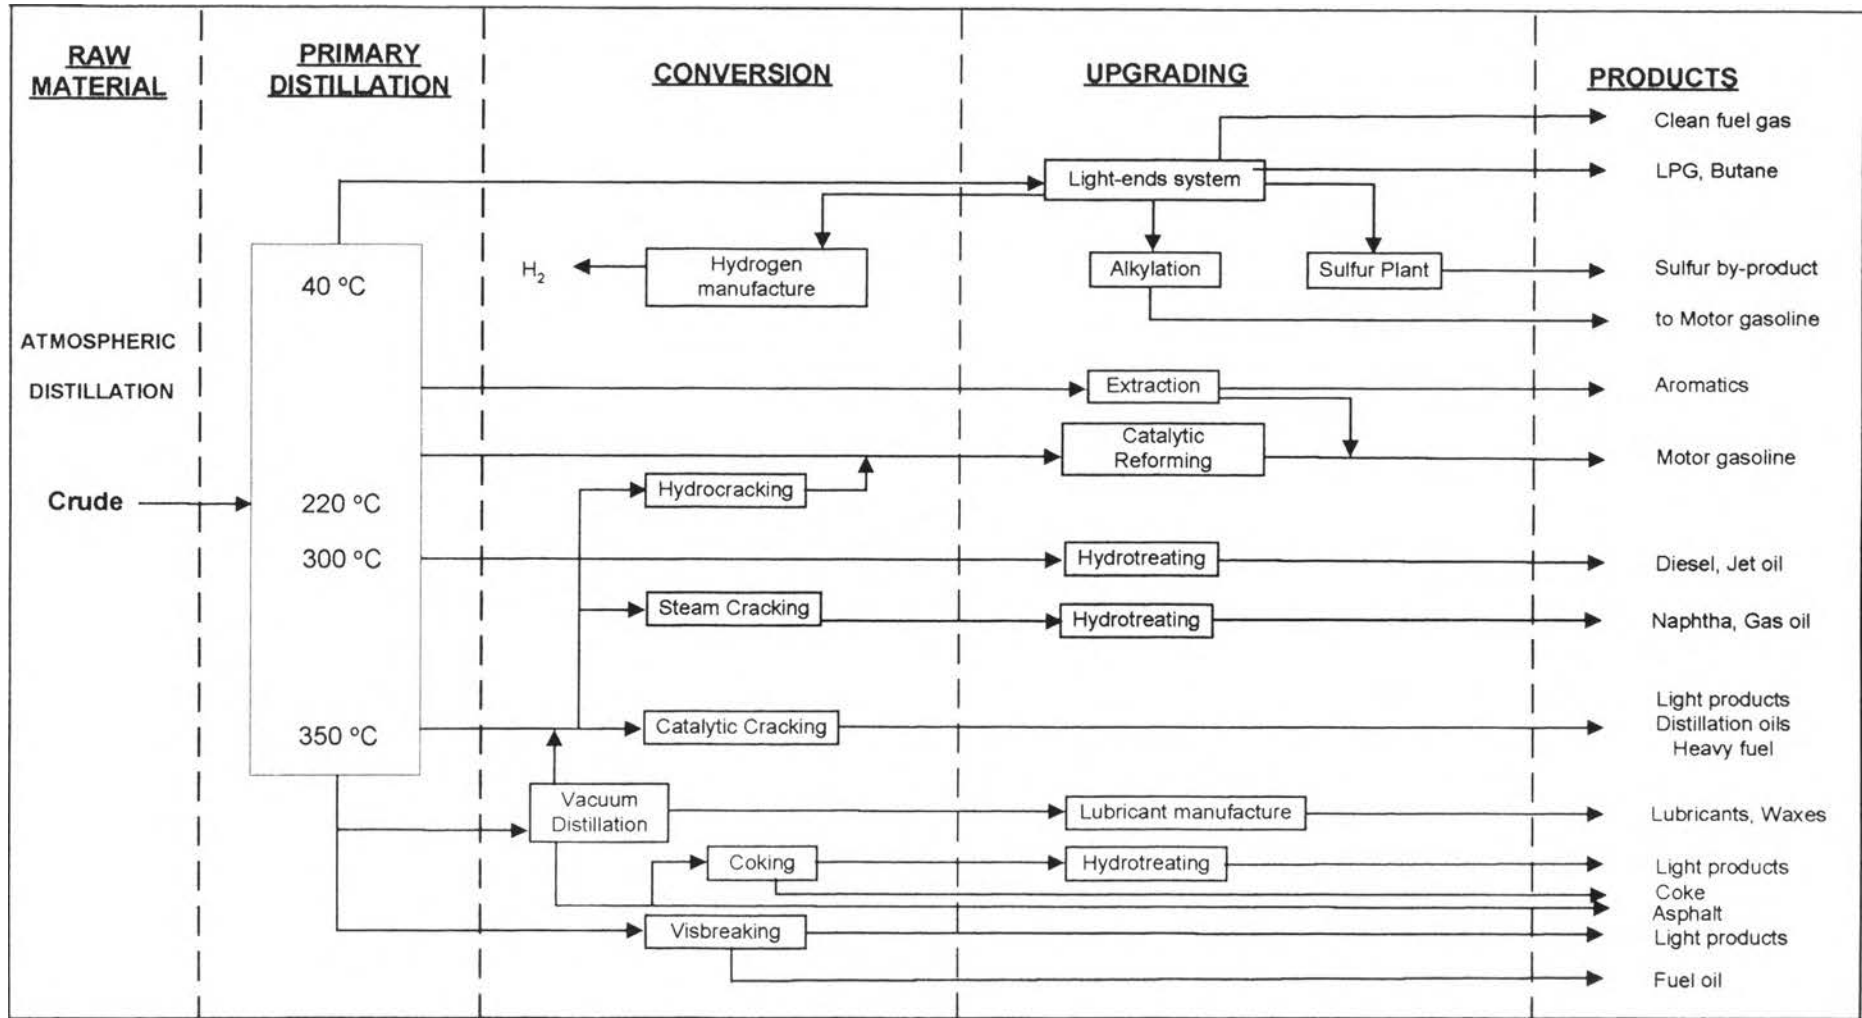 RAW
MATERIAL
PRIMARY
DISTILLATION
CONVERSION
UPGRADING
PRODUCTS
Clean fuel gas
Light-ends system
LPG, Butane
40 °C
H₂
Hydrogen
manufacture
Alkylation
Sulfur Plant
Sulfur by-product
to Motor gasoline
ATMOSPHERIC
DISTILLATION
Extraction
Aromatics
Catalytic
Reforming
Motor gasoline
Crude
220 °C
Hydrocracking
300 °C
Hydrotreating
Diesel, Jet oil
Steam Cracking
Hydrotreating
Naphtha, Gas oil
350 °C
Catalytic Cracking
Light products
Distillation oils
Heavy fuel
Vacuum
Distillation
Lubricant manufacture
Lubricants, Waxes
Coking
Hydrotreating
Light products
Coke
Asphalt
Visbreaking
Light products
Fuel oil